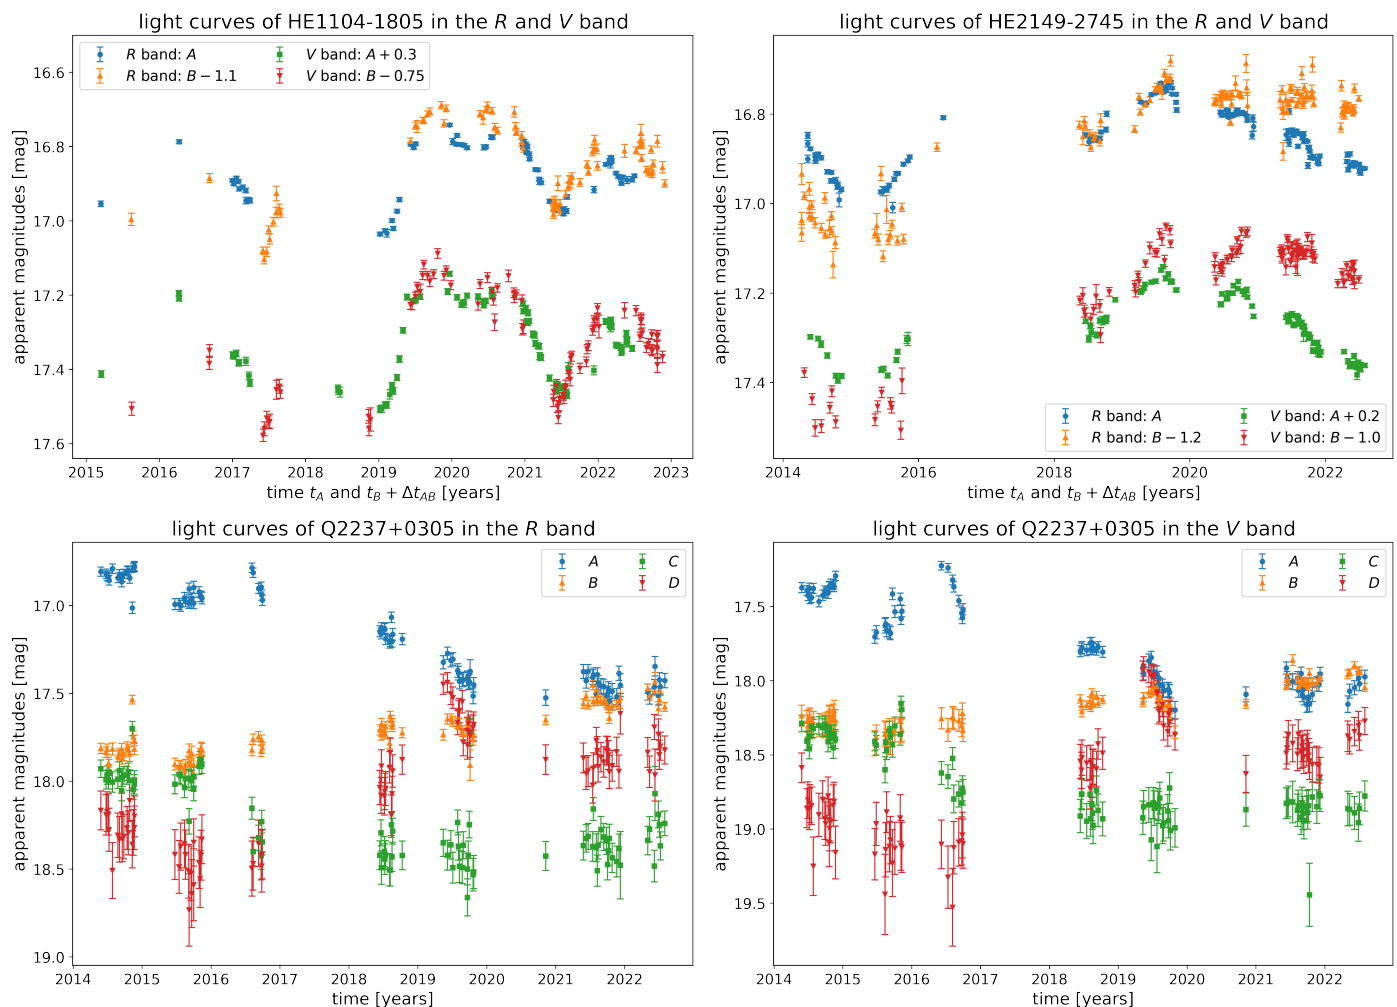 light curves of HE1104-1805 in the R and V band
R band: A
V band: A + 0.3
R band: B − 1.1
V band: B − 0.75
apparent magnitudes [mag]
16.6
16.8
17.0
17.2
17.4
17.6
2015 2016 2017 2018 2019 2020 2021 2022 2023
time t_A and t_B + Δt_AB [years]
light curves of HE2149-2745 in the R and V band
apparent magnitudes [mag]
16.8
17.0
17.2
17.4
R band: A
V band: A + 0.2
R band: B − 1.2
V band: B − 1.0
2014 2016 2018 2020 2022
time t_A and t_B + Δt_AB [years]
light curves of Q2237+0305 in the R band
A
C
B
D
apparent magnitudes [mag]
17.0
17.5
18.0
18.5
19.0
2014 2015 2016 2017 2018 2019 2020 2021 2022
time [years]
light curves of Q2237+0305 in the V band
A
C
B
D
apparent magnitudes [mag]
17.5
18.0
18.5
19.0
19.5
2014 2015 2016 2017 2018 2019 2020 2021 2022
time [years]